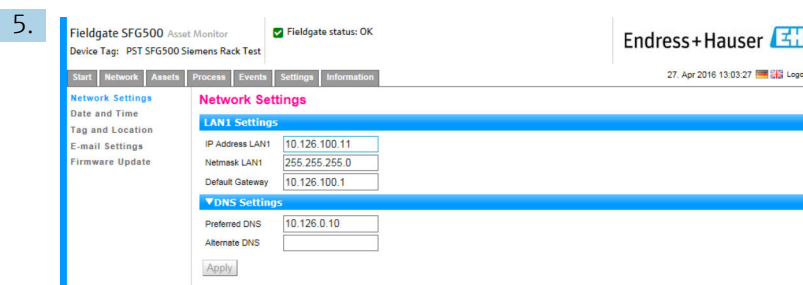 5.
Fieldgate SFG500 Asset Monitor
Fieldgate status: OK
Device Tag: PST SFG500 Siemens Rack Test
Endress+Hauser EH
Start Network Assets Process Events Settings Information
27. Apr 2016 13:03:27
Network Settings
Date and Time
Tag and Location
E-mail Settings
Firmware Update
Network Settings
LAN1 Settings
IP Address LAN1 10.126.100.11
Netmask LAN1 255.255.255.0
Default Gateway 10.126.100.1
▼DNS Settings
Preferred DNS 10.126.0.10
Alternate DNS
Apply